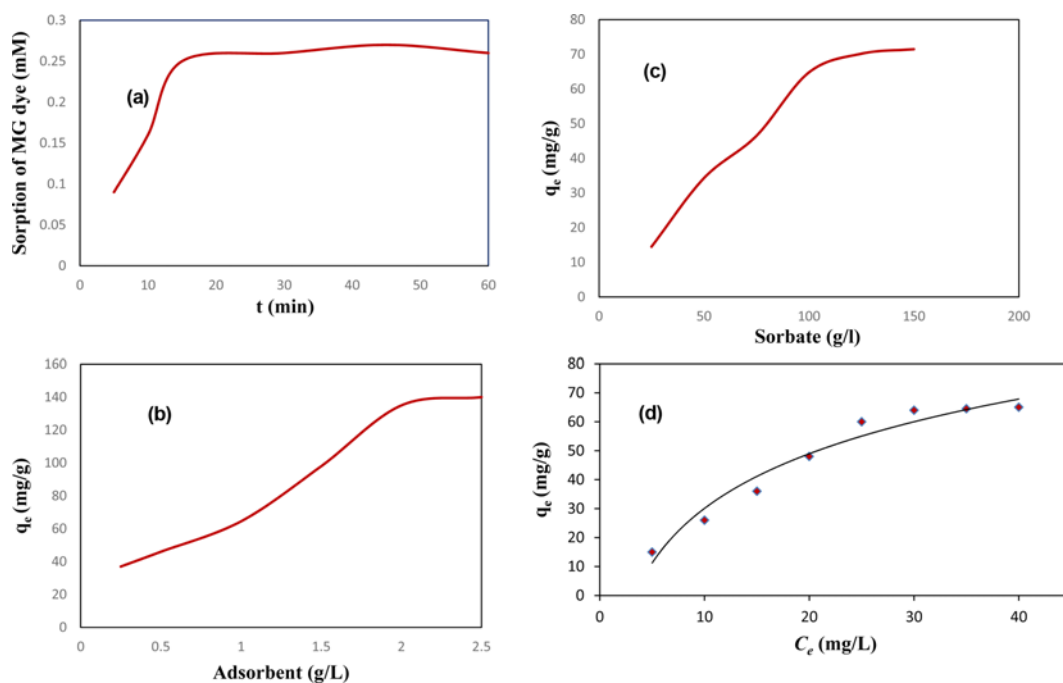 Sorption of MG dye (mM)
0.3
0.25
0.2
0.15
0.1
0.05
0
(a)
0 10 20 30 40 50 60
t (min)
q_e (mg/g)
80
70
60
50
40
30
20
10
0
(c)
0 50 100 150 200
Sorbate (g/l)
q_e (mg/g)
160
140
120
100
80
60
40
20
0
(b)
0 0.5 1 1.5 2 2.5
Adsorbent (g/L)
q_e (mg/g)
80
70
60
50
40
30
20
10
0
(d)
0 10 20 30 40
C_e (mg/L)